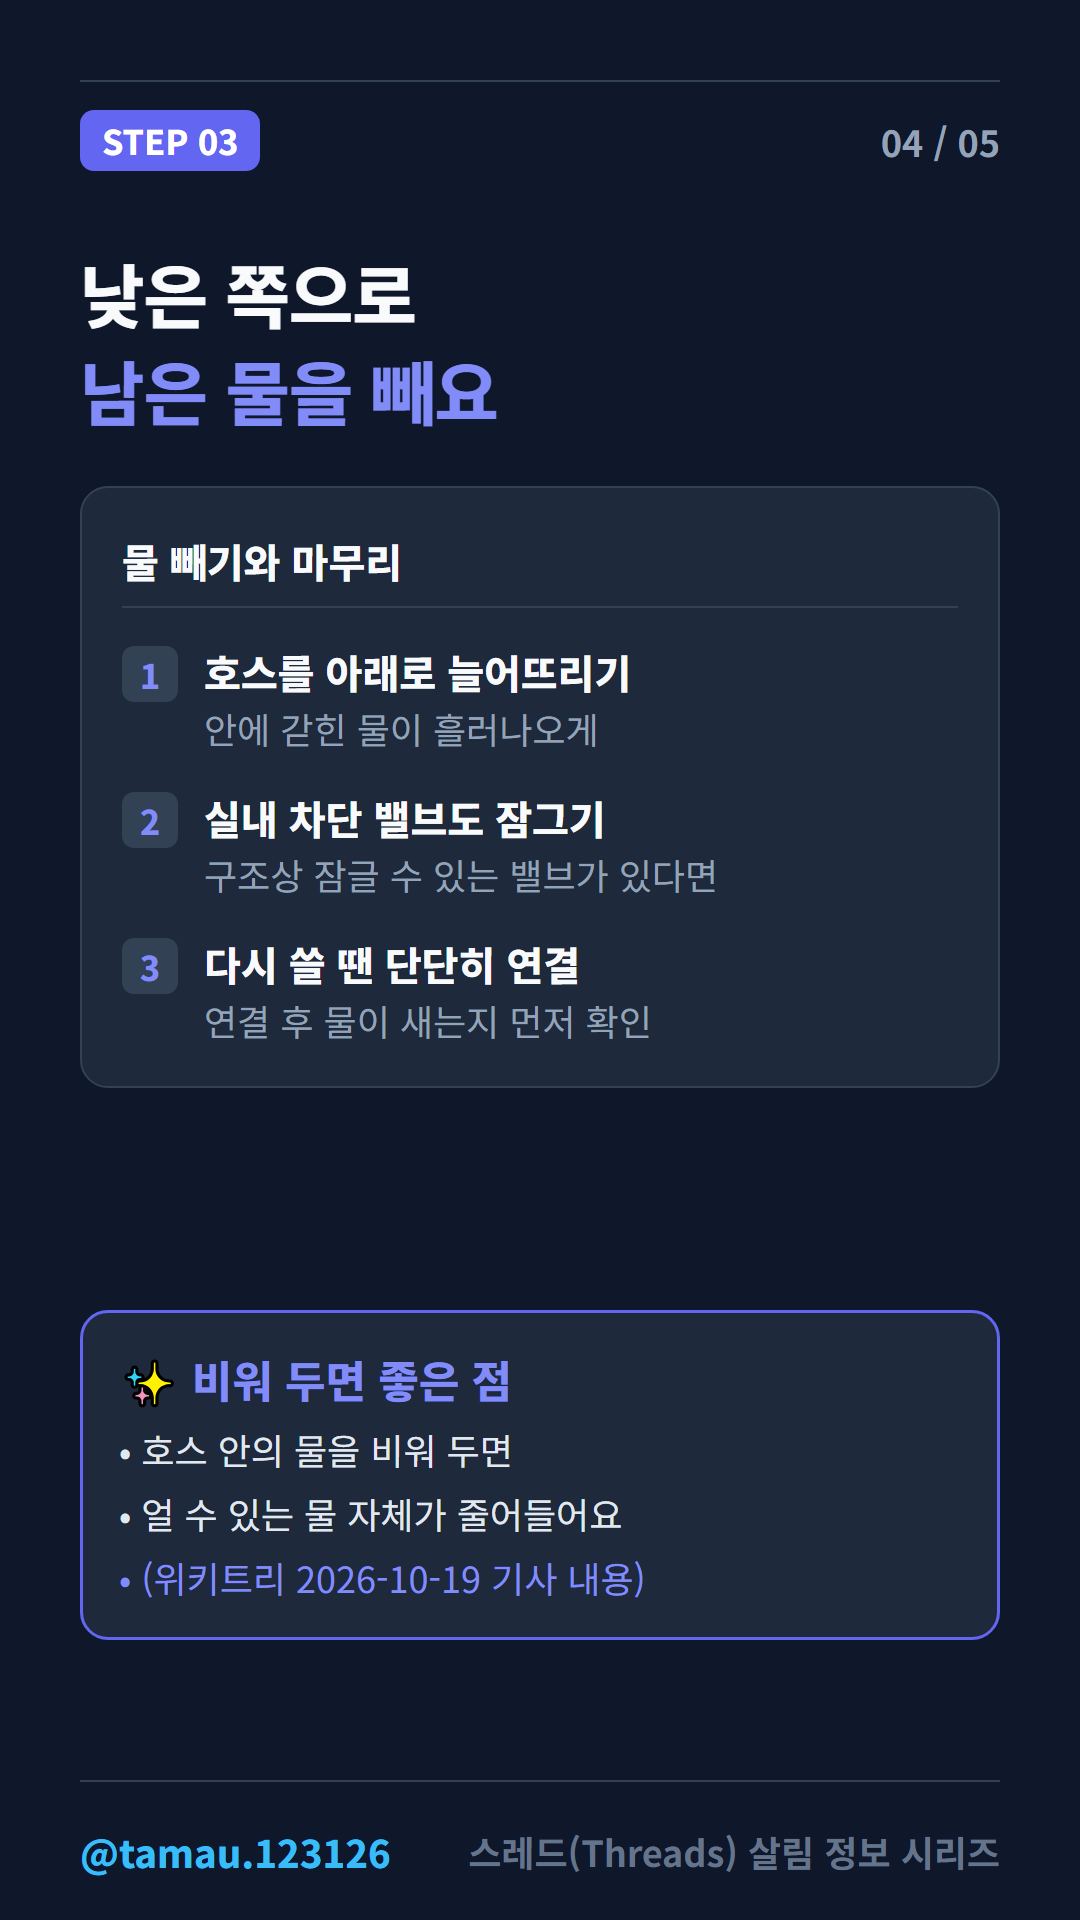 STEP 03
04 / 05
낮은 쪽으로
남은 물을 빼요
물 빼기와 마무리
1 호스를 아래로 늘어뜨리기
안에 갇힌 물이 흘러나오게
2 실내 차단 밸브도 잠그기
구조상 잠글 수 있는 밸브가 있다면
3 다시 쓸 땐 단단히 연결
연결 후 물이 새는지 먼저 확인
✨ 비워 두면 좋은 점
• 호스 안의 물을 비워 두면
• 얼 수 있는 물 자체가 줄어들어요
• (위키트리 2026-10-19 기사 내용)
@tamau.123126
스레드(Threads) 살림 정보 시리즈